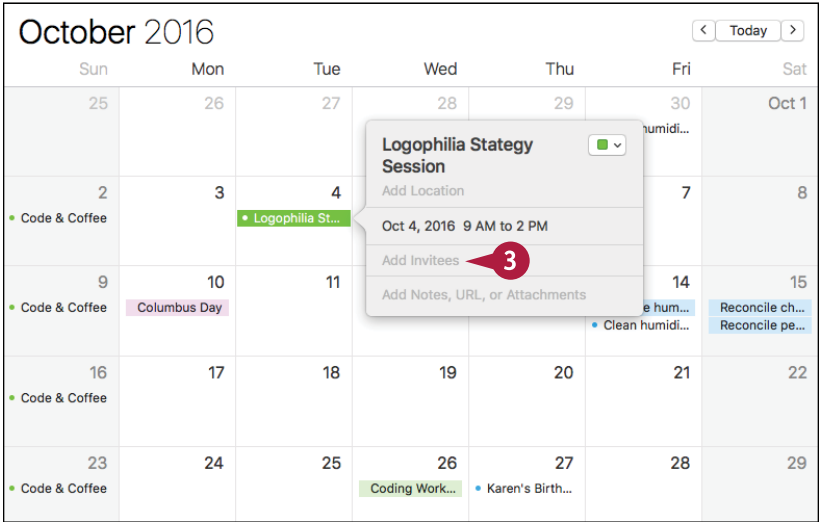 October 2016
< Today >
Sun Mon Tue Wed Thu Fri Sat
25 26 27 28 29 30 Oct 1
humidi...
Logophilia Stategy
Session
Add Location
Oct 4, 2016 9 AM to 2 PM
Add Invitees 3
Add Notes, URL, or Attachments
2 3 4 7 8
Code & Coffee Logophilia St...
9 10 11 14 15
Code & Coffee Columbus Day e hum... Reconcile ch...
Clean humidi... Reconcile pe...
16 17 18 19 20 21 22
Code & Coffee
23 24 25 26 27 28 29
Code & Coffee Coding Work... Karen's Birth...